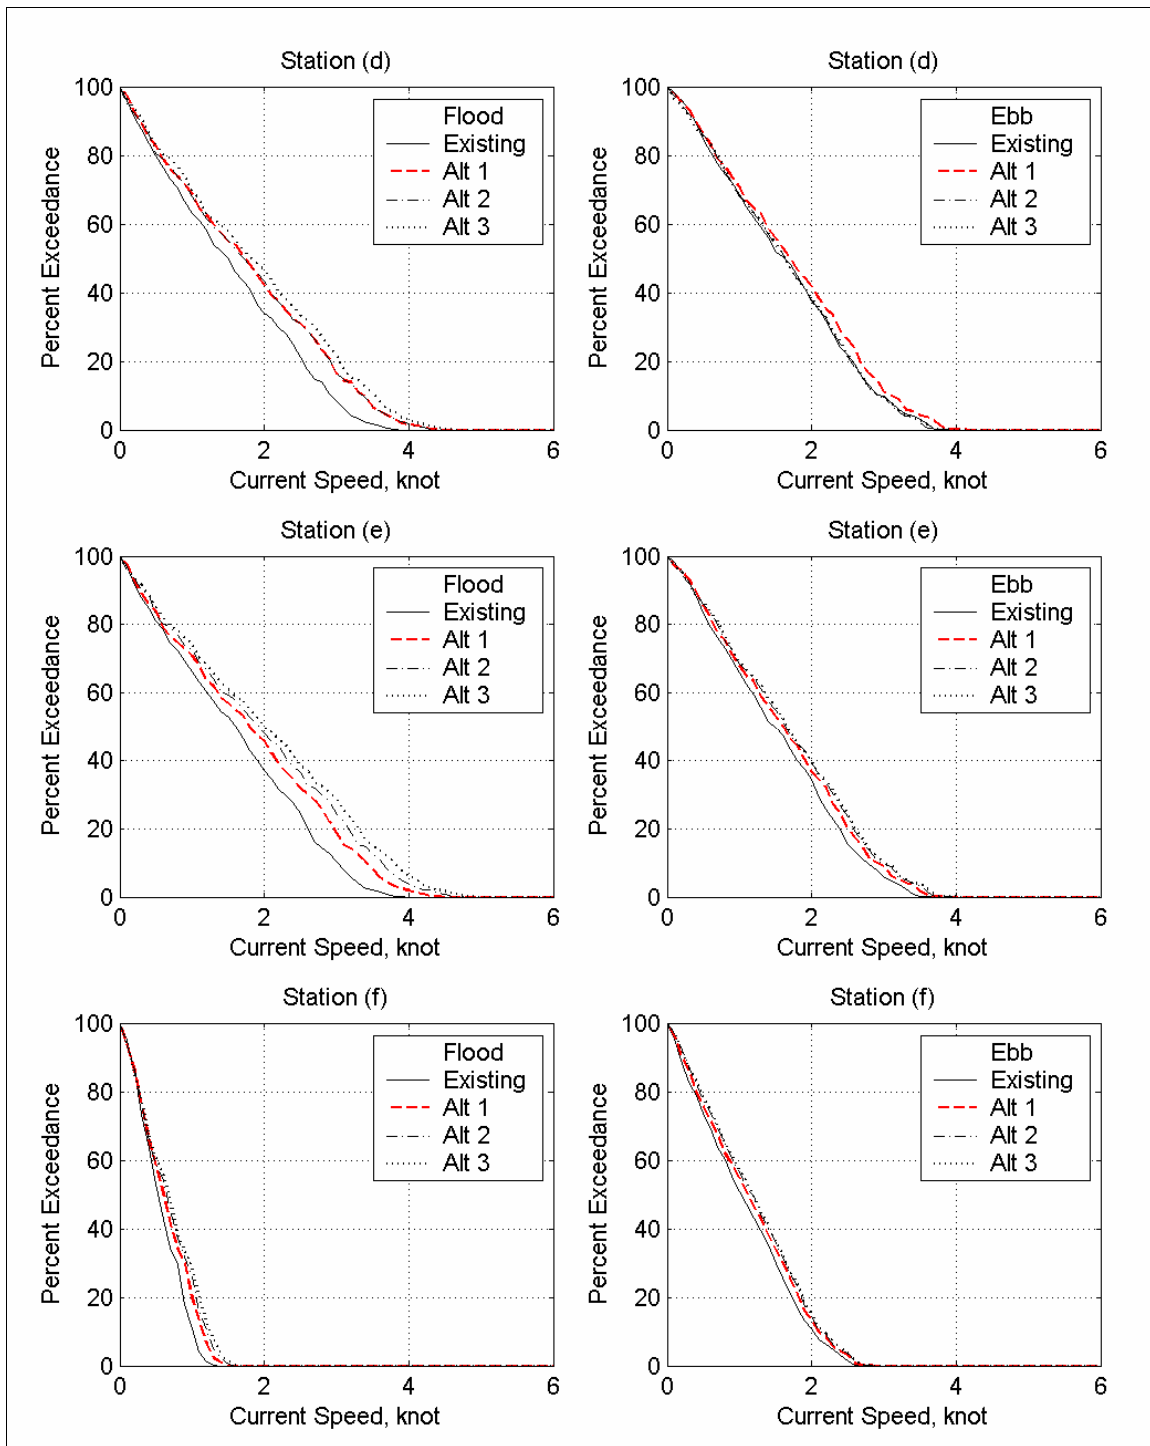 Station (d)
100
80
60
40
20
0
Percent Exceedance
Flood
Existing
Alt 1
Alt 2
Alt 3
0 2 4 6
Current Speed, knot
Station (d)
100
80
60
40
20
0
Percent Exceedance
Ebb
Existing
Alt 1
Alt 2
Alt 3
0 2 4 6
Current Speed, knot
Station (e)
100
80
60
40
20
0
Percent Exceedance
Flood
Existing
Alt 1
Alt 2
Alt 3
0 2 4 6
Current Speed, knot
Station (e)
100
80
60
40
20
0
Percent Exceedance
Ebb
Existing
Alt 1
Alt 2
Alt 3
0 2 4 6
Current Speed, knot
Station (f)
100
80
60
40
20
0
Percent Exceedance
Flood
Existing
Alt 1
Alt 2
Alt 3
0 2 4 6
Current Speed, knot
Station (f)
100
80
60
40
20
0
Percent Exceedance
Ebb
Existing
Alt 1
Alt 2
Alt 3
0 2 4 6
Current Speed, knot